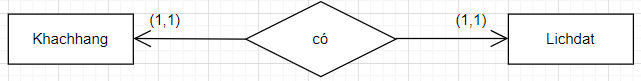 (1,1) (1,1)
Khachhang có Lichdat